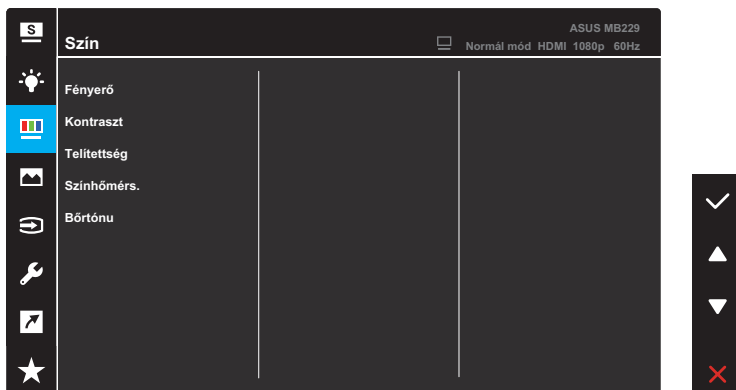 S
ASUS MB229
Szín
Normál mód HDMI 1080p 60Hz
Fényerő
Kontraszt
Telítettség
Színhőmérs.
Bőrtónu